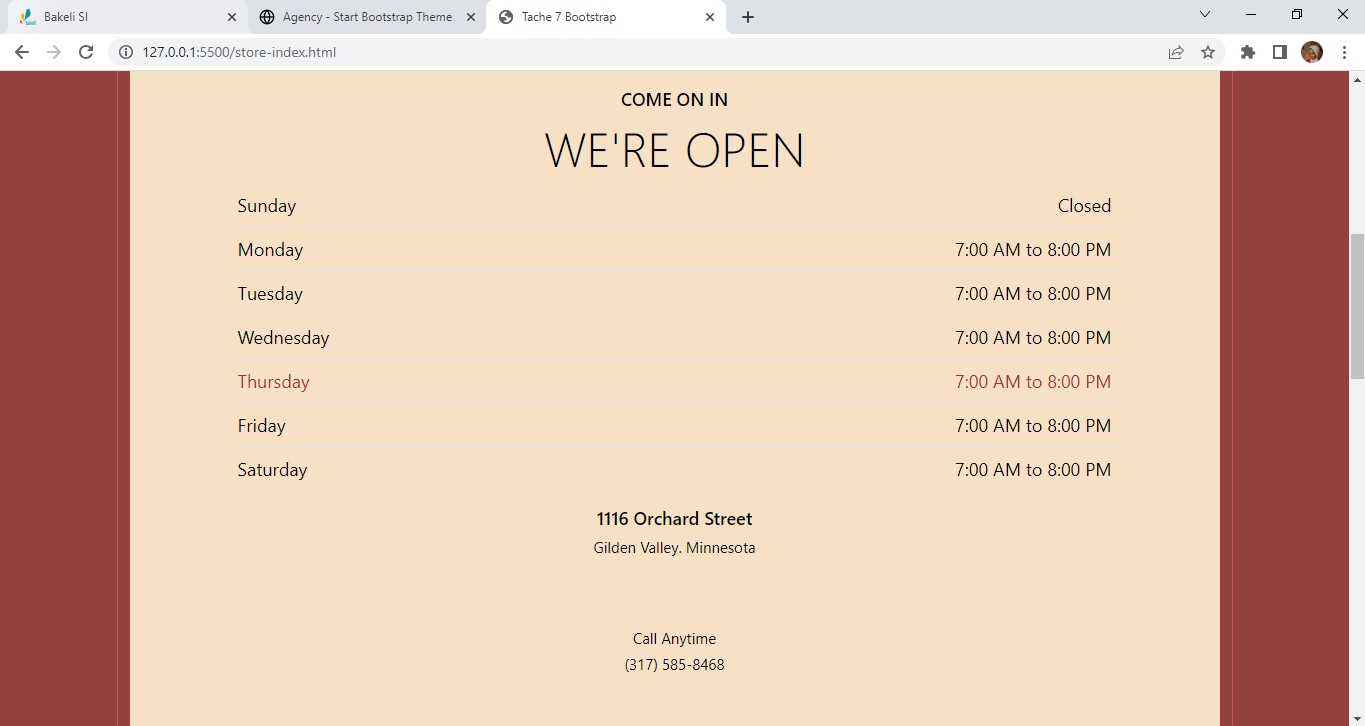 Bakeli SI
Agency - Start Bootstrap Theme
Tache 7 Bootstrap
127.0.0.1:5500/store-index.html
COME ON IN
WE'RE OPEN
Sunday Closed
Monday 7:00 AM to 8:00 PM
Tuesday 7:00 AM to 8:00 PM
Wednesday 7:00 AM to 8:00 PM
Thursday 7:00 AM to 8:00 PM
Friday 7:00 AM to 8:00 PM
Saturday 7:00 AM to 8:00 PM
1116 Orchard Street
Gilden Valley. Minnesota
Call Anytime
(317) 585-8468